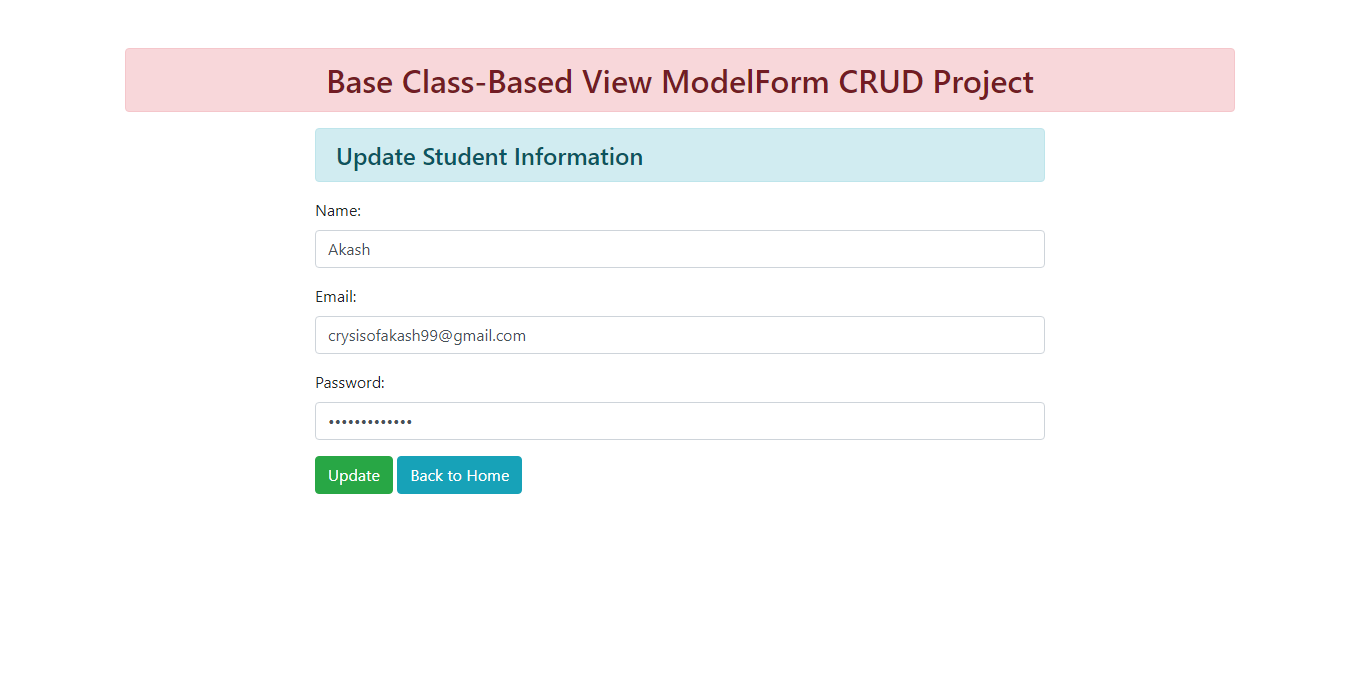 Base Class-Based View ModelForm CRUD Project
Update Student Information
Name:
Akash
Email:
crysisofakash99@gmail.com
Password:
•••••••••••••
Update Back to Home